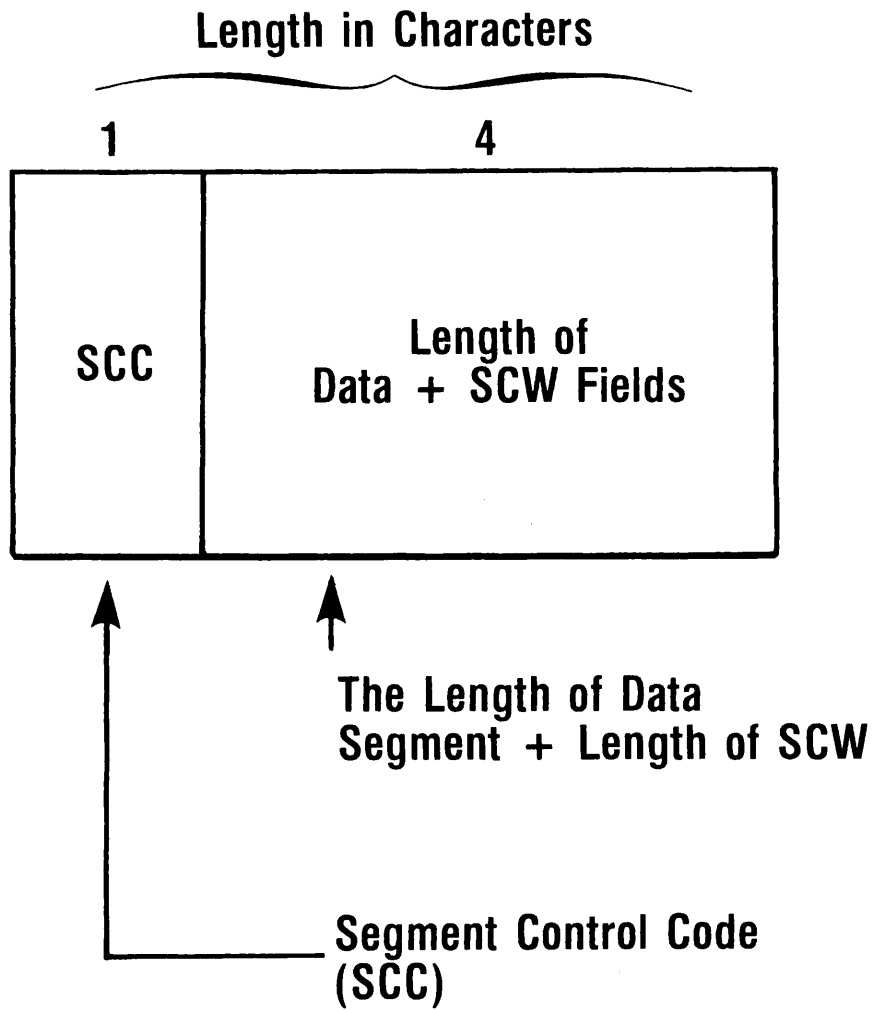 Length in Characters
1 4
SCC
Length of
Data + SCW Fields
The Length of Data
Segment + Length of SCW
Segment Control Code
(SCC)